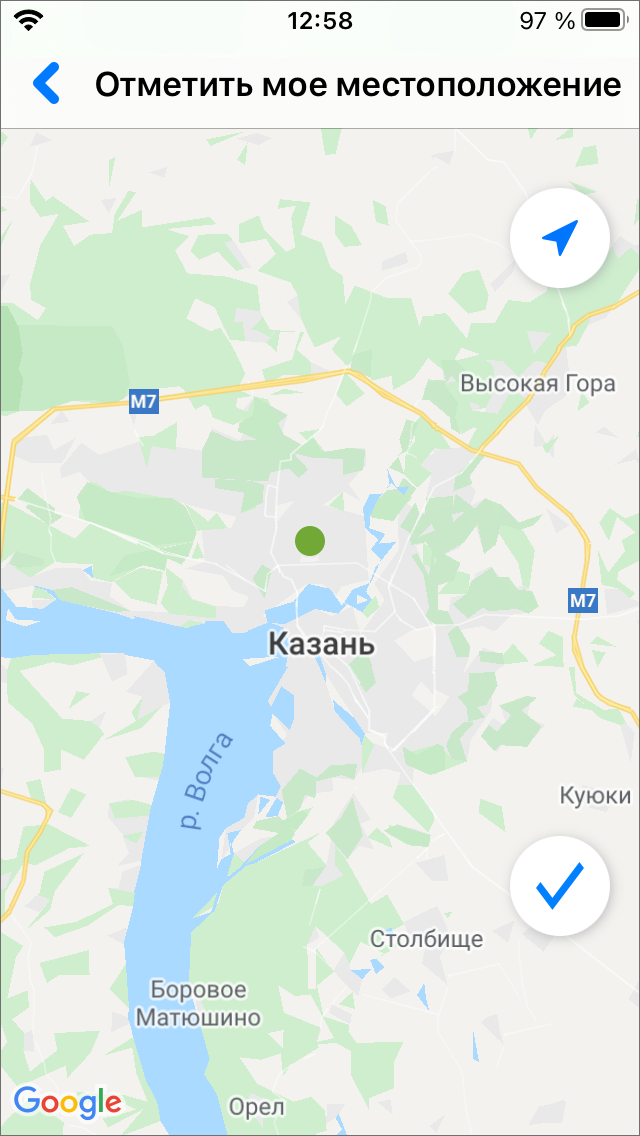 12:58
97 %
Отметить мое местоположение
Высокая Гора
M7
M7
Казань
р. Волга
Куюки
Столбище
Боровое
Матюшино
Google
Орел